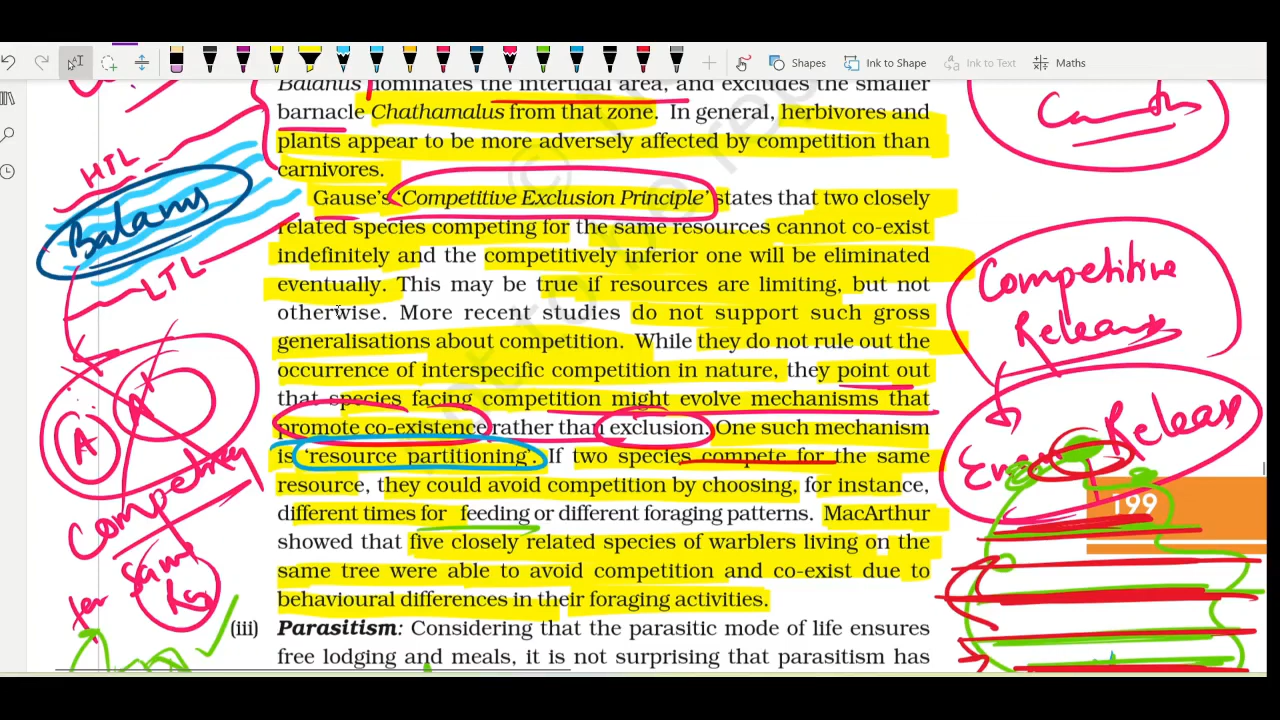 Shapes
Ink to Shape
Ink to Text
Maths
Balanus dominates the intertidal area, and excludes the smaller
barnacle Chathamalus from that zone. In general, herbivores and
plants appear to be more adversely affected by competition than
carnivores.
Gause's 'Competitive Exclusion Principle' states that two closely
related species competing for the same resources cannot co-exist
indefinitely and the competitively inferior one will be eliminated
eventually. This may be true if resources are limiting, but not
otherwise. More recent studies do not support such gross
generalisations about competition. While they do not rule out the
occurrence of interspecific competition in nature, they point out
that species facing competition might evolve mechanisms that
promote co-existence rather than exclusion. One such mechanism
is 'resource partitioning'. If two species compete for the same
resource, they could avoid competition by choosing, for instance,
different times for feeding or different foraging patterns. MacArthur
showed that five closely related species of warblers living on the
same tree were able to avoid competition and co-exist due to
behavioural differences in their foraging activities.
(iii) Parasitism: Considering that the parasitic mode of life ensures
free lodging and meals, it is not surprising that parasitism has
HTL
Balanus
LTL
A
for same
Competitive
Release
Release
199